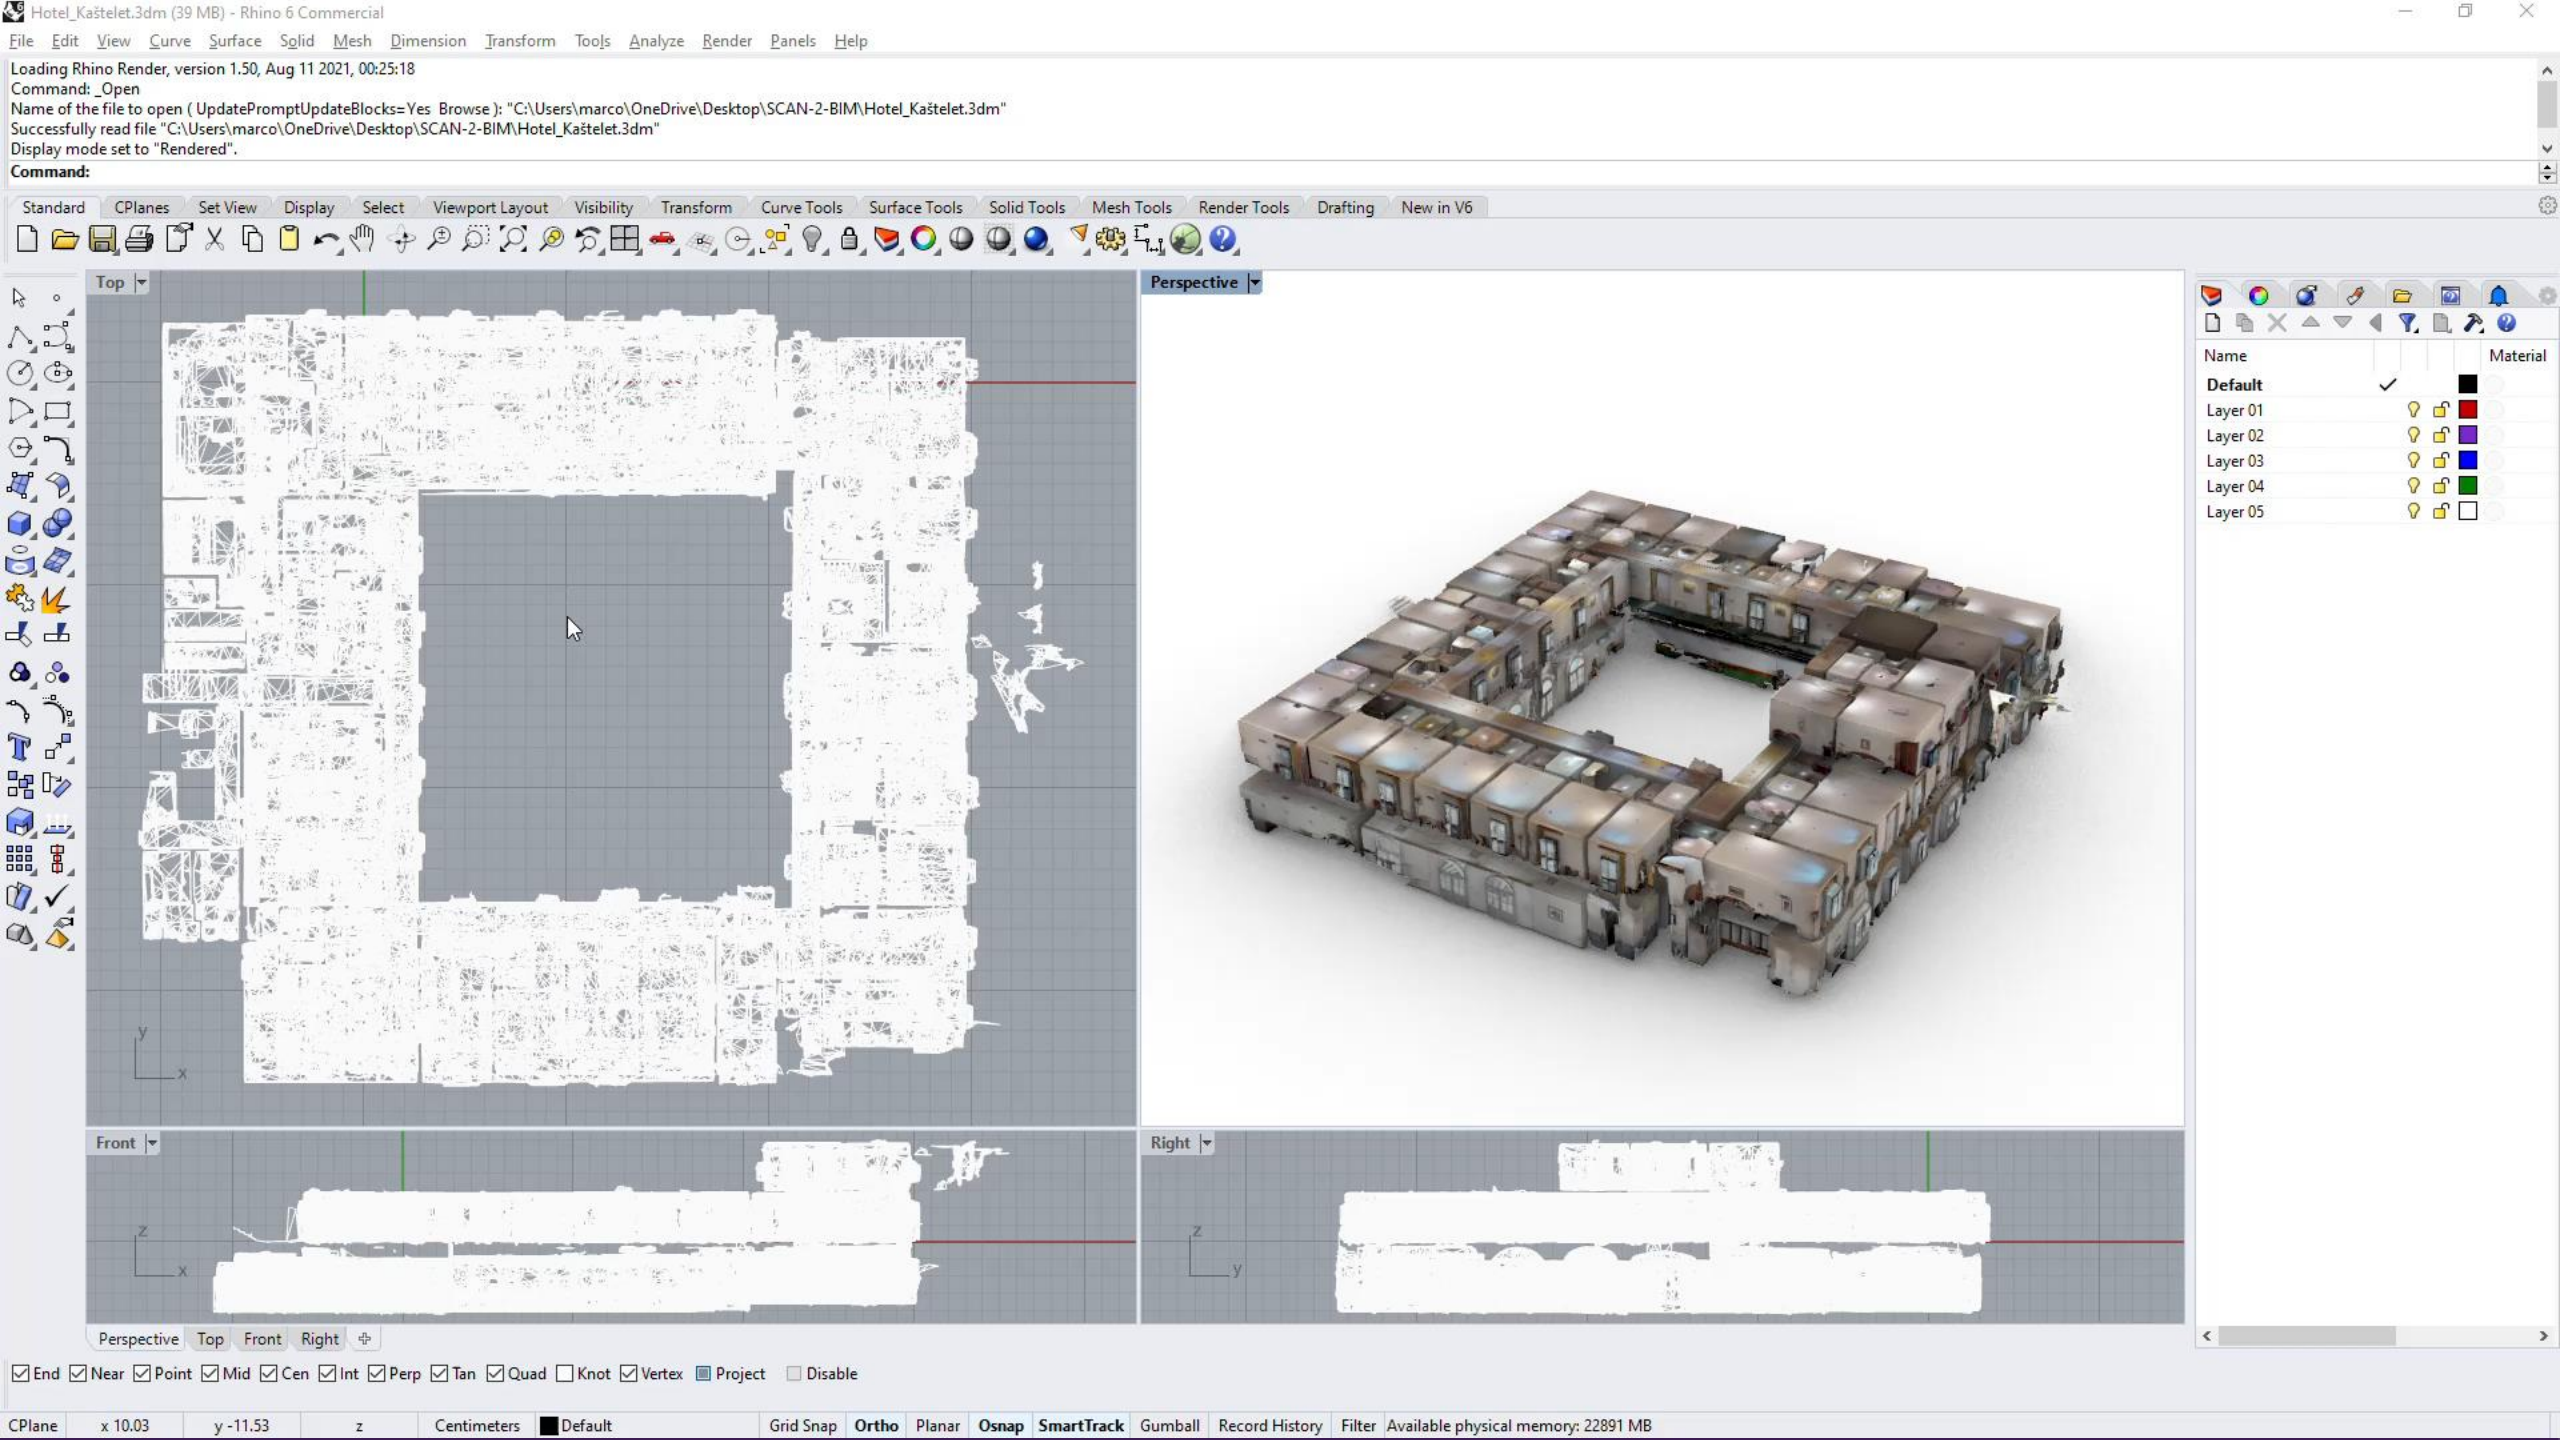 Hotel_Kaštelet.3dm (39 MB) - Rhino 6 Commercial
File Edit View Curve Surface Solid Mesh Dimension Transform Tools Analyze Render Panels Help
Loading Rhino Render, version 1.50, Aug 11 2021, 00:25:18
Command: _Open
Name of the file to open ( UpdatePromptUpdateBlocks=Yes Browse ): "C:\Users\marco\OneDrive\Desktop\SCAN-2-BIM\Hotel_Kaštelet.3dm"
Successfully read file "C:\Users\marco\OneDrive\Desktop\SCAN-2-BIM\Hotel_Kaštelet.3dm"
Display mode set to "Rendered".
Command:
Standard CPlanes Set View Display Select Viewport Layout Visibility Transform Curve Tools Surface Tools Solid Tools Mesh Tools Render Tools Drafting New in V6
Top
Perspective
Name Material
Default
Layer 01
Layer 02
Layer 03
Layer 04
Layer 05
y
x
Front
z
x
Right
z
y
Perspective Top Front Right
End Near Point Mid Cen Int Perp Tan Quad Knot Vertex Project Disable
CPlane x 10.03 y -11.53 z Centimeters Default Grid Snap Ortho Planar Osnap SmartTrack Gumball Record History Filter Available physical memory: 22891 MB